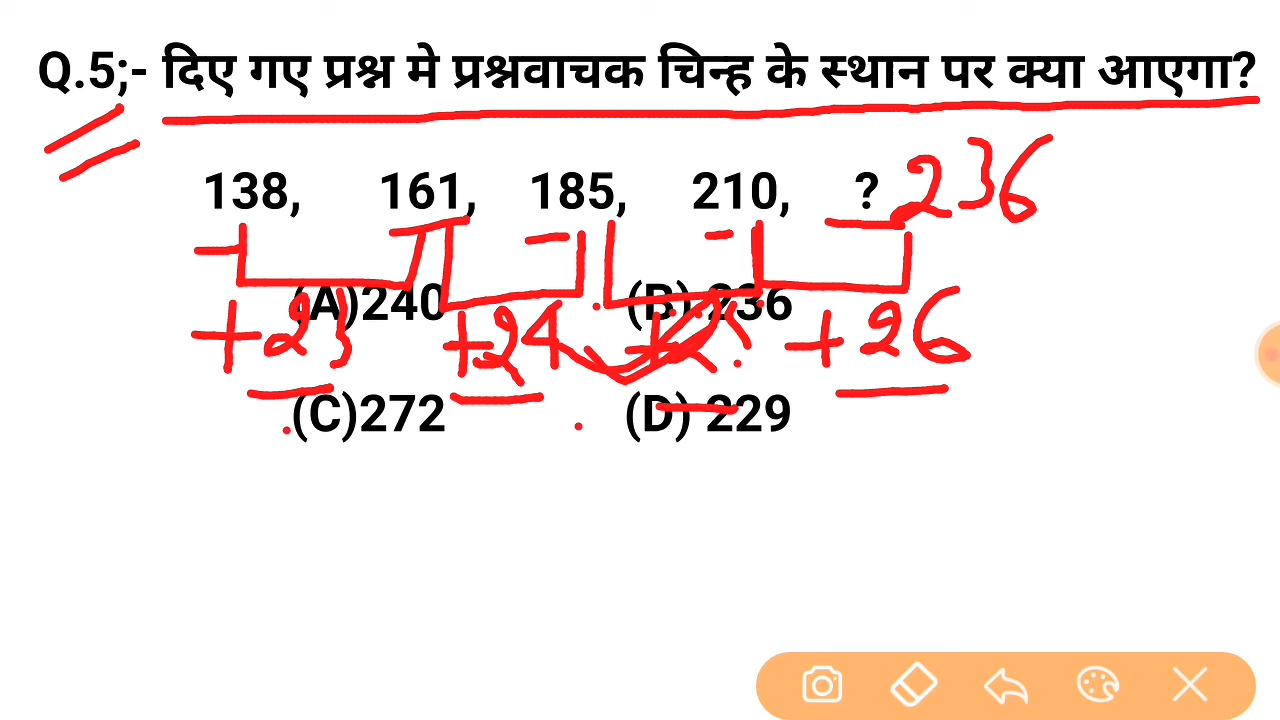 Q.5;- दिए गए प्रश्न मे प्रश्नवाचक चिन्ह के स्थान पर क्या आएगा?
138, 161, 185, 210, ? 236
(A)240 (B) 236
+23 +24 +26
(C)272 (D) 229